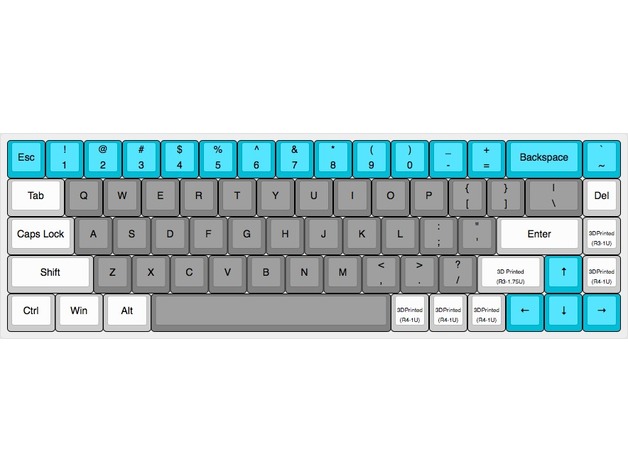 Esc ! @ # $ % ^ & * ( ) _ + Backspace `
1 2 3 4 5 6 7 8 9 0 - = ~
Tab Q W E R T Y U I O P { } | Del
[ ] \
Caps Lock A S D F G H J K L : " Enter 3DPrinted
; ' (R3-1U)
Shift Z X C V B N M < > ? 3D Printed ↑ 3DPrinted
, . / (R3-1.75U) (R4-1U)
Ctrl Win Alt 3DPrinted 3DPrinted 3DPrinted ← ↓ →
(R4-1U) (R4-1U) (R4-1U)